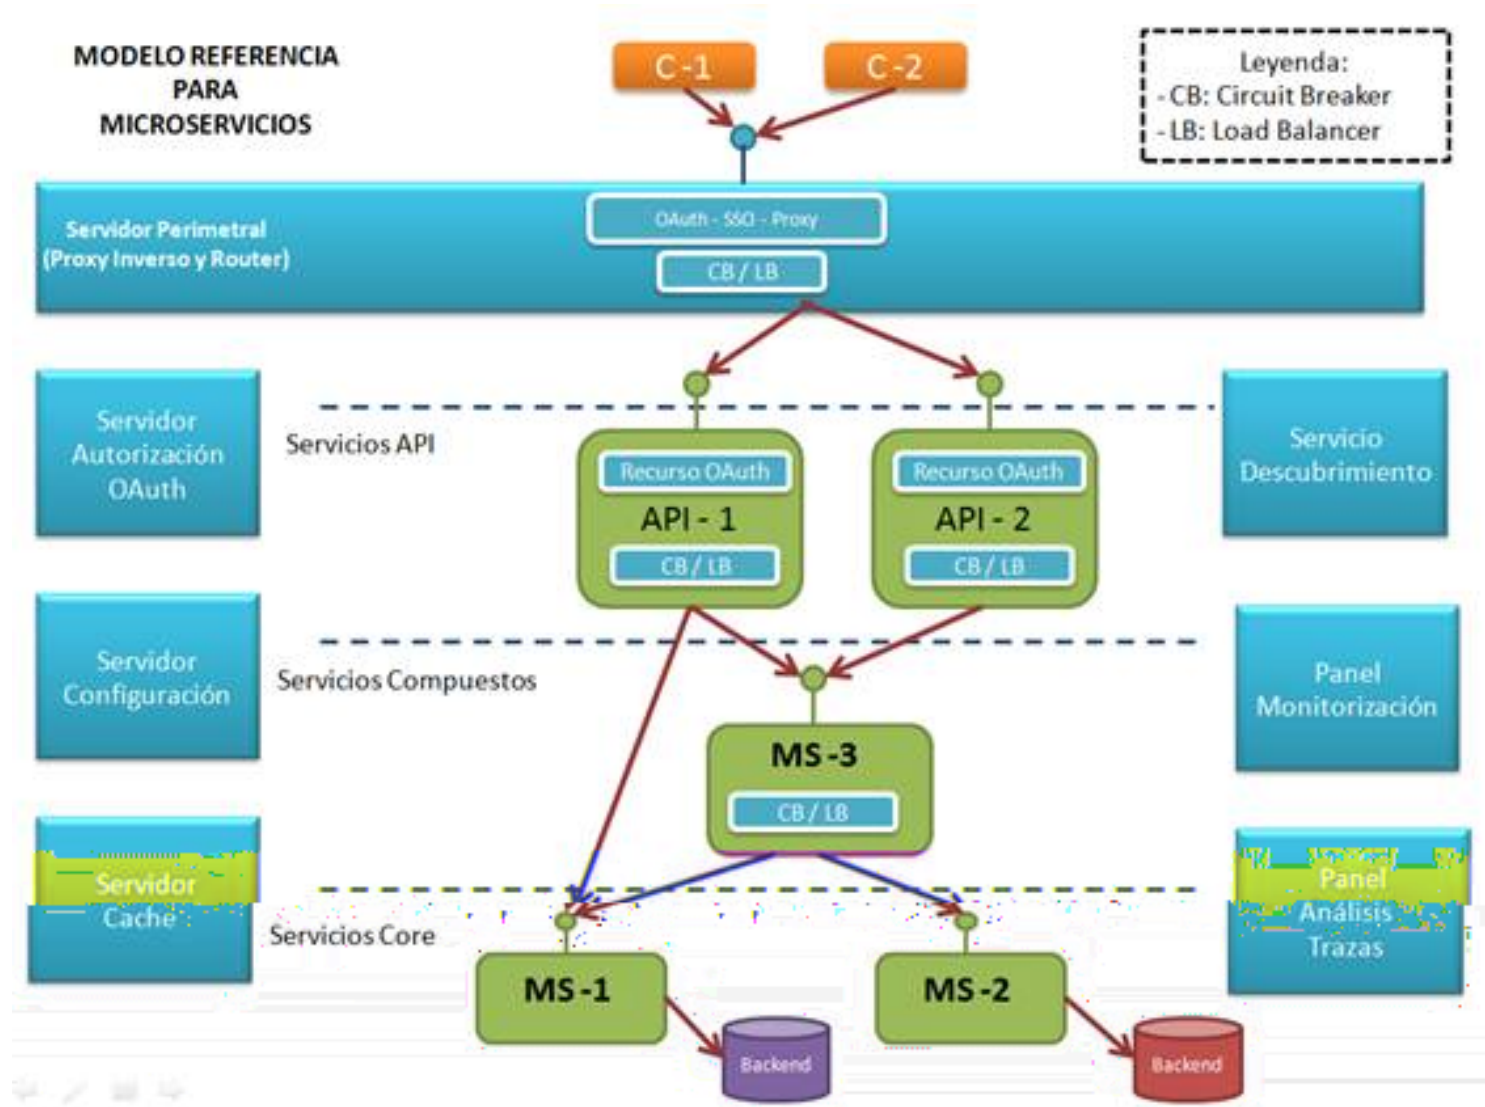 MODELO REFERENCIA
PARA
MICROSERVICIOS
C -1
C -2
Leyenda:
- CB: Circuit Breaker
- LB: Load Balancer
Servidor Perimetral
(Proxy Inverso y Router)
OAuth - SSO - Proxy
CB / LB
Servidor
Autorización
OAuth
Servicios API
Recurso OAuth
API - 1
CB / LB
Recurso OAuth
API - 2
CB / LB
Servicio
Descubrimiento
Servidor
Configuración
Servicios Compuestos
MS -3
CB / LB
Panel
Monitorización
Servidor
Caché
Servicios Core
MS -1
Backend
MS -2
Backend
Panel
Análisis
Trazas